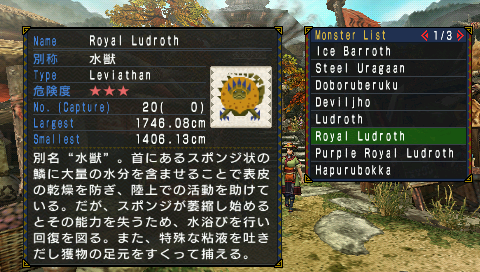 Name Royal Ludroth
別称 水獣
Type Leviathan
危険度 ★★★
No. (Capture) 20( 0)
Largest 1746.08cm
Smallest 1406.13cm
別名“水獣”。首にあるスポンジ状の
鱗に大量の水分を含ませることで表皮
の乾燥を防ぎ、陸上での活動を助けて
いる。だが、スポンジが萎縮し始める
とその能力を失うため、水浴びを行い
回復を図る。また、特殊な粘液を吐き
だし獲物の足元をすくって捕える。
Monster List 1/3
Ice Barroth
Steel Uragaan
Doboruberuku
Deviljho
Ludroth
Royal Ludroth
Purple Royal Ludroth
Hapurubokka